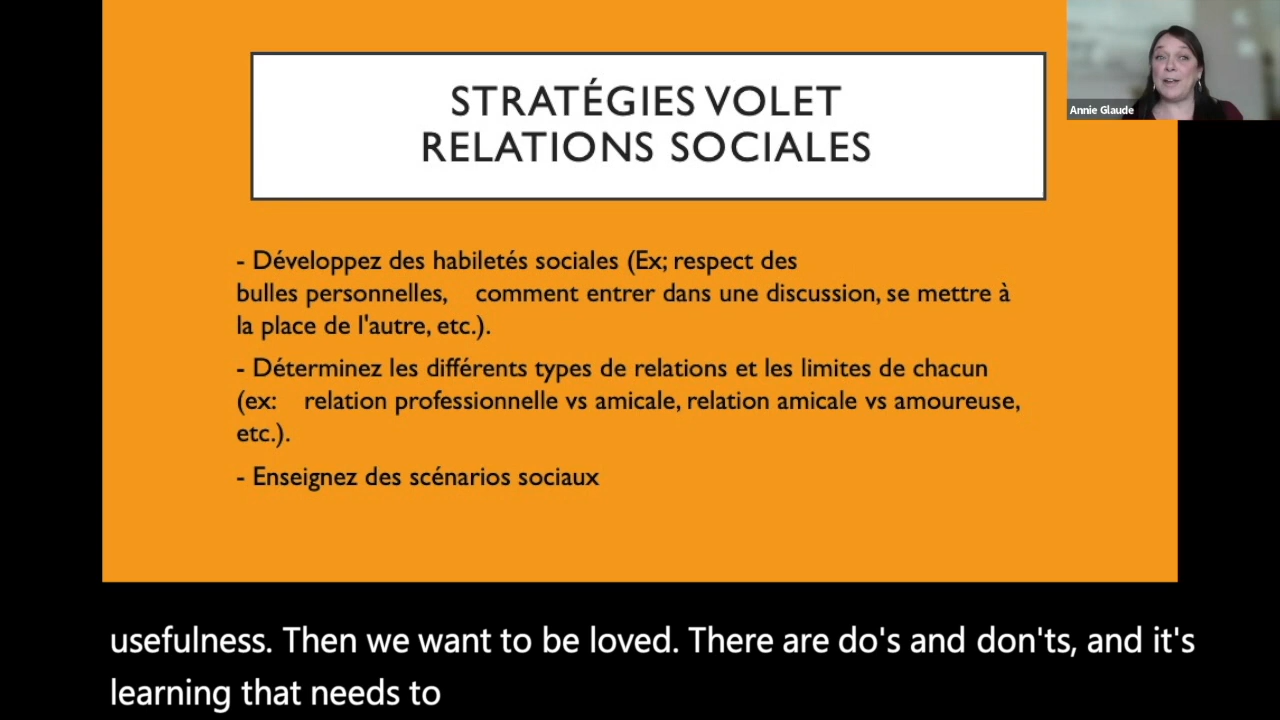 STRATÉGIES VOLET
RELATIONS SOCIALES
Annie Glaude
- Développez des habiletés sociales (Ex; respect des
bulles personnelles, comment entrer dans une discussion, se mettre à
la place de l'autre, etc.).
- Déterminez les différents types de relations et les limites de chacun
(ex: relation professionnelle vs amicale, relation amicale vs amoureuse,
etc.).
- Enseignez des scénarios sociaux
usefulness. Then we want to be loved. There are do's and don'ts, and it's
learning that needs to